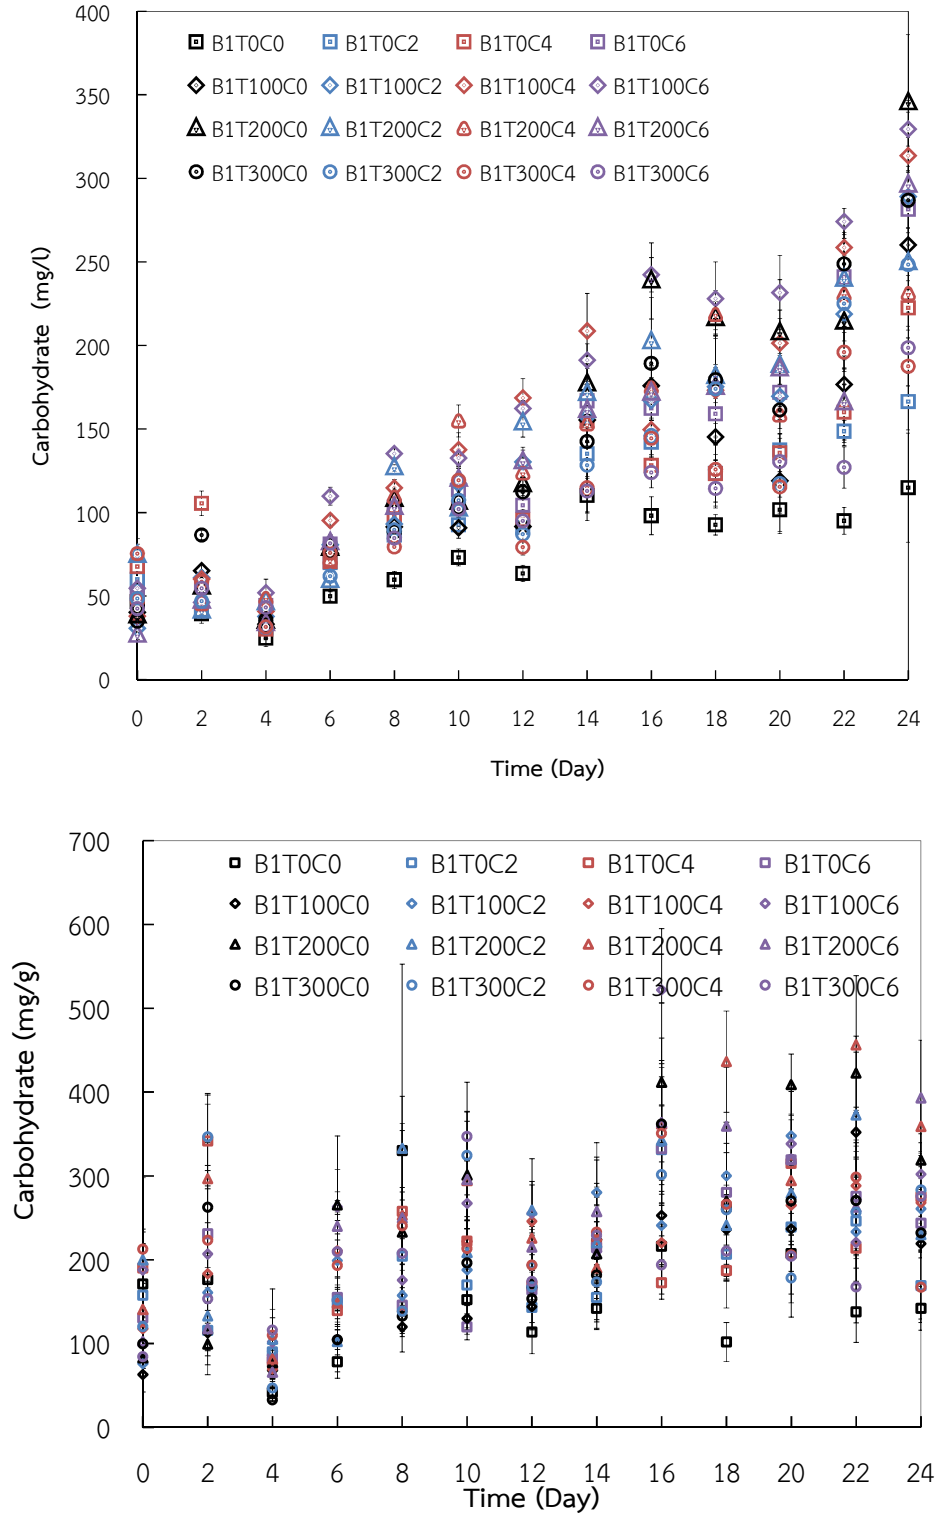 400
350
300
250
200
150
100
50
0
Carbohydrate (mg/l)
B1T0C0 B1T0C2 B1T0C4 B1T0C6
B1T100C0 B1T100C2 B1T100C4 B1T100C6
B1T200C0 B1T200C2 B1T200C4 B1T200C6
B1T300C0 B1T300C2 B1T300C4 B1T300C6
0 2 4 6 8 10 12 14 16 18 20 22 24
Time (Day)
700
600
500
400
300
200
100
0
Carbohydrate (mg/g)
B1T0C0 B1T0C2 B1T0C4 B1T0C6
B1T100C0 B1T100C2 B1T100C4 B1T100C6
B1T200C0 B1T200C2 B1T200C4 B1T200C6
B1T300C0 B1T300C2 B1T300C4 B1T300C6
0 2 4 6 8 10 12 14 16 18 20 22 24
Time (Day)